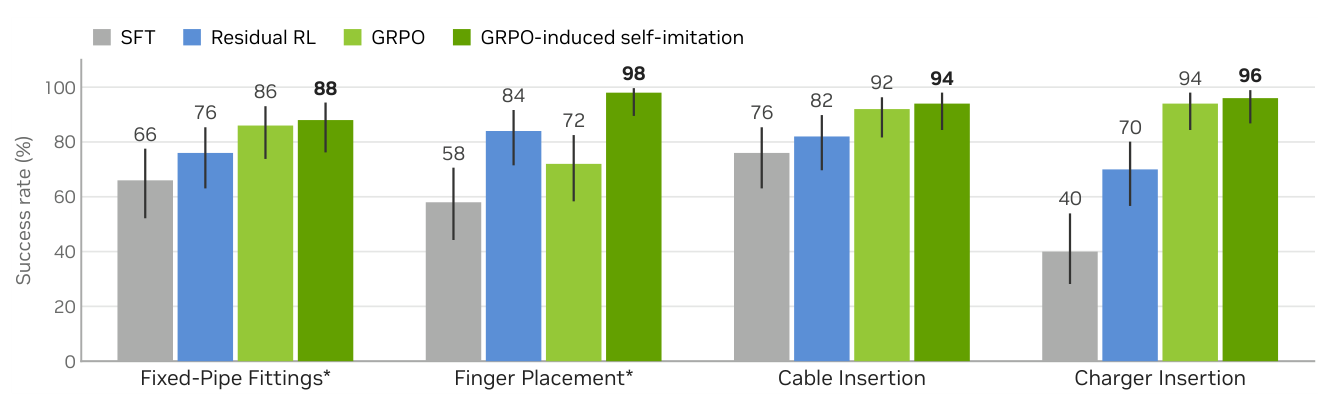 SFT Residual RL GRPO GRPO-induced self-imitation
Success rate (%)
100
80
60
40
20
0
66 76 86 88
58 84 72 98
76 82 92 94
40 70 94 96
Fixed-Pipe Fittings* Finger Placement* Cable Insertion Charger Insertion